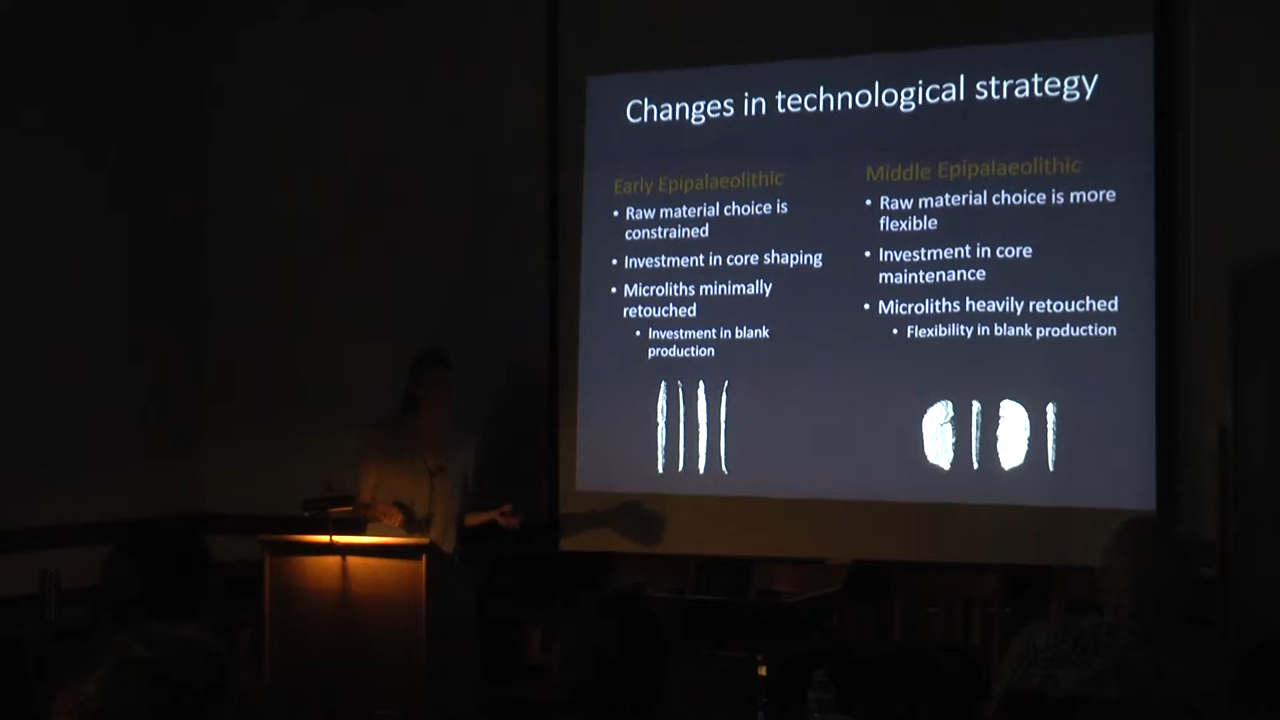 Changes in technological strategy
Early Epipalaeolithic
• Raw material choice is
constrained
• Investment in core shaping
• Microliths minimally
retouched
• Investment in blank
production
Middle Epipalaeolithic
• Raw material choice is more
flexible
• Investment in core
maintenance
• Microliths heavily retouched
• Flexibility in blank production